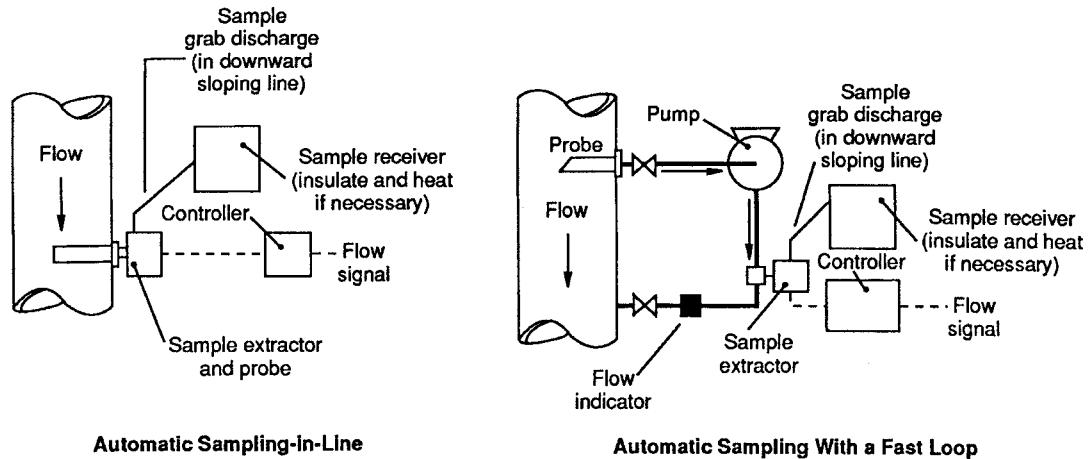 Sample
grab discharge
(in downward
sloping line)
Flow
Sample receiver
(insulate and heat
if necessary)
Controller
Flow
signal
Sample extractor
and probe
Automatic Sampling-in-Line
Pump
Probe
Sample
grab discharge
(in downward
sloping line)
Flow
Sample receiver
(insulate and heat
if necessary)
Controller
Flow
signal
Sample
extractor
Flow
indicator
Automatic Sampling With a Fast Loop